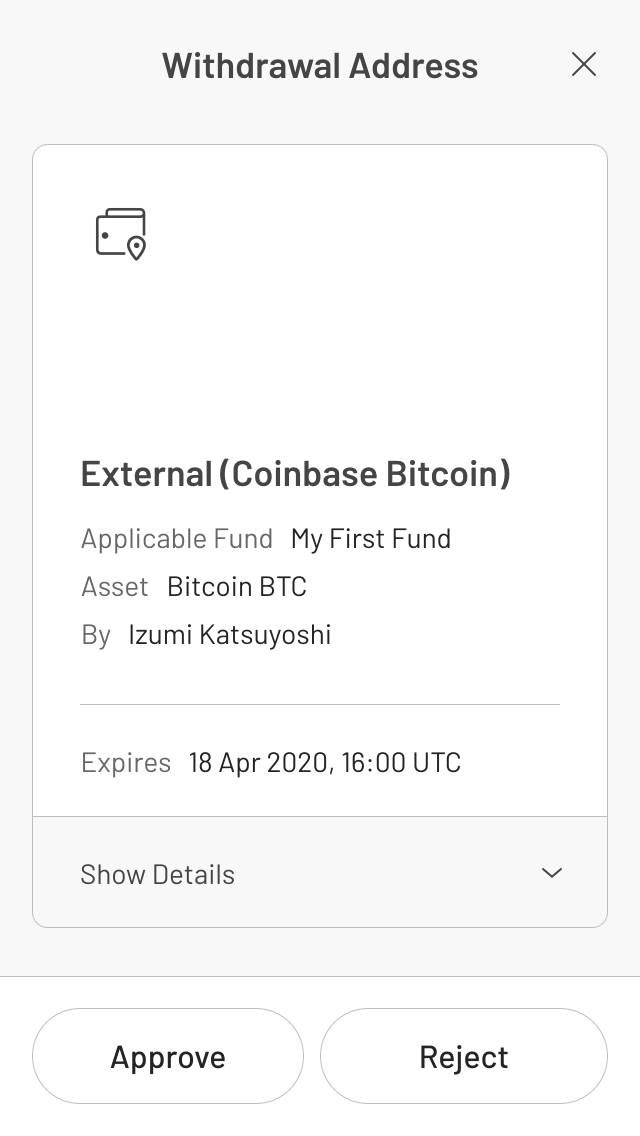 Withdrawal Address
External (Coinbase Bitcoin)
Applicable Fund My First Fund
Asset Bitcoin BTC
By Izumi Katsuyoshi
Expires 18 Apr 2020, 16:00 UTC
Show Details
Approve Reject